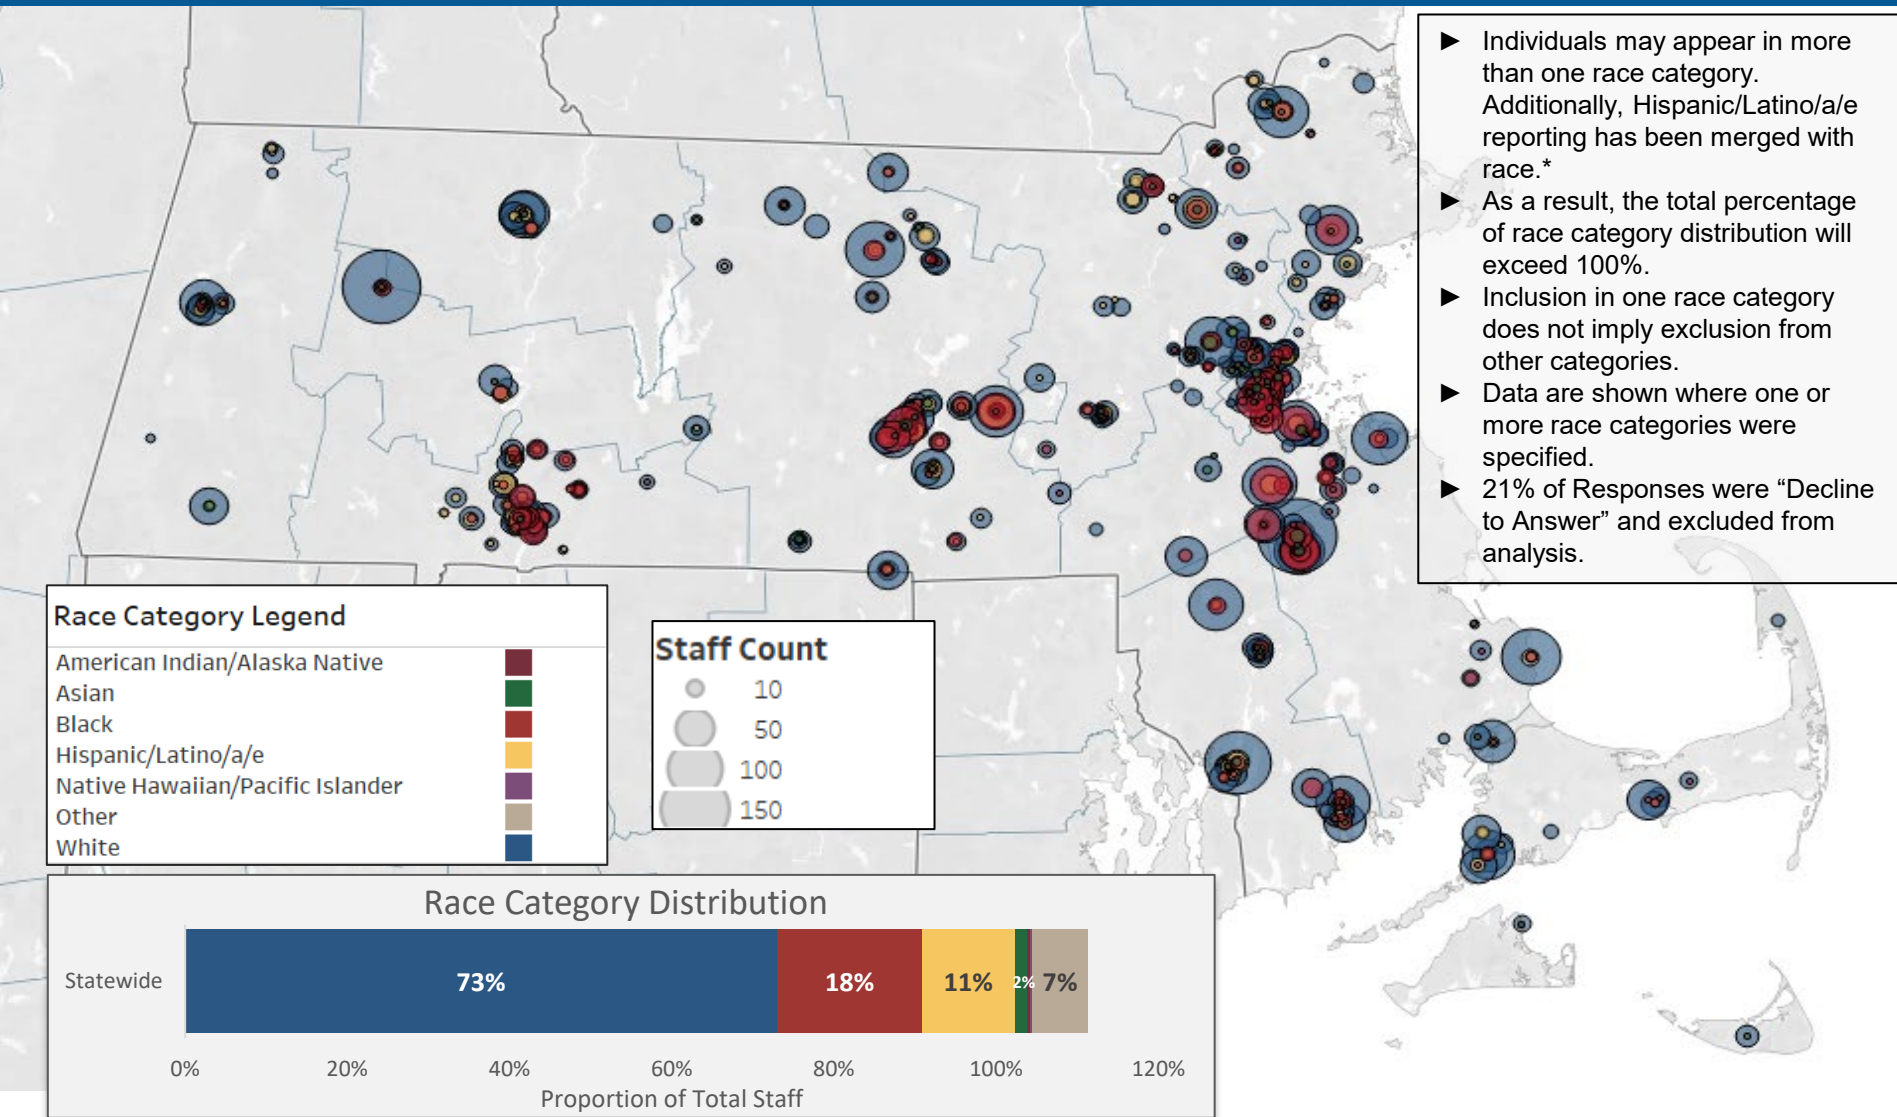 ► Individuals may appear in more
than one race category.
Additionally, Hispanic/Latino/a/e
reporting has been merged with
race.*
► As a result, the total percentage
of race category distribution will
exceed 100%.
► Inclusion in one race category
does not imply exclusion from
other categories.
► Data are shown where one or
more race categories were
specified.
► 21% of Responses were “Decline
to Answer” and excluded from
analysis.
Race Category Legend
American Indian/Alaska Native
Asian
Black
Hispanic/Latino/a/e
Native Hawaiian/Pacific Islander
Other
White
Staff Count
10
50
100
150
Race Category Distribution
Statewide
73%
18%
11%
2%
7%
0%
20%
40%
60%
80%
100%
120%
Proportion of Total Staff